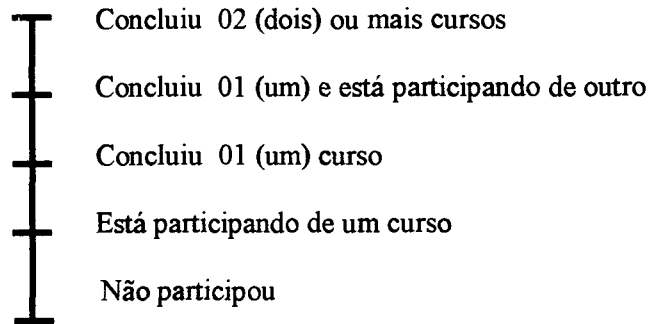 Concluiu 02 (dois) ou mais cursos
Concluiu 01 (um) e está participando de outro
Concluiu 01 (um) curso
Está participando de um curso
Não participou